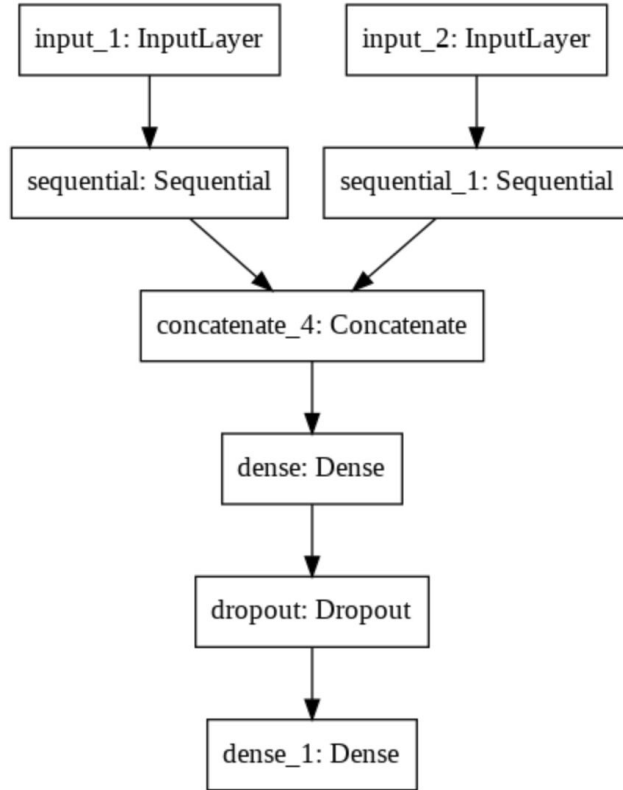 input_1: InputLayer
input_2: InputLayer
sequential: Sequential
sequential_1: Sequential
concatenate_4: Concatenate
dense: Dense
dropout: Dropout
dense_1: Dense